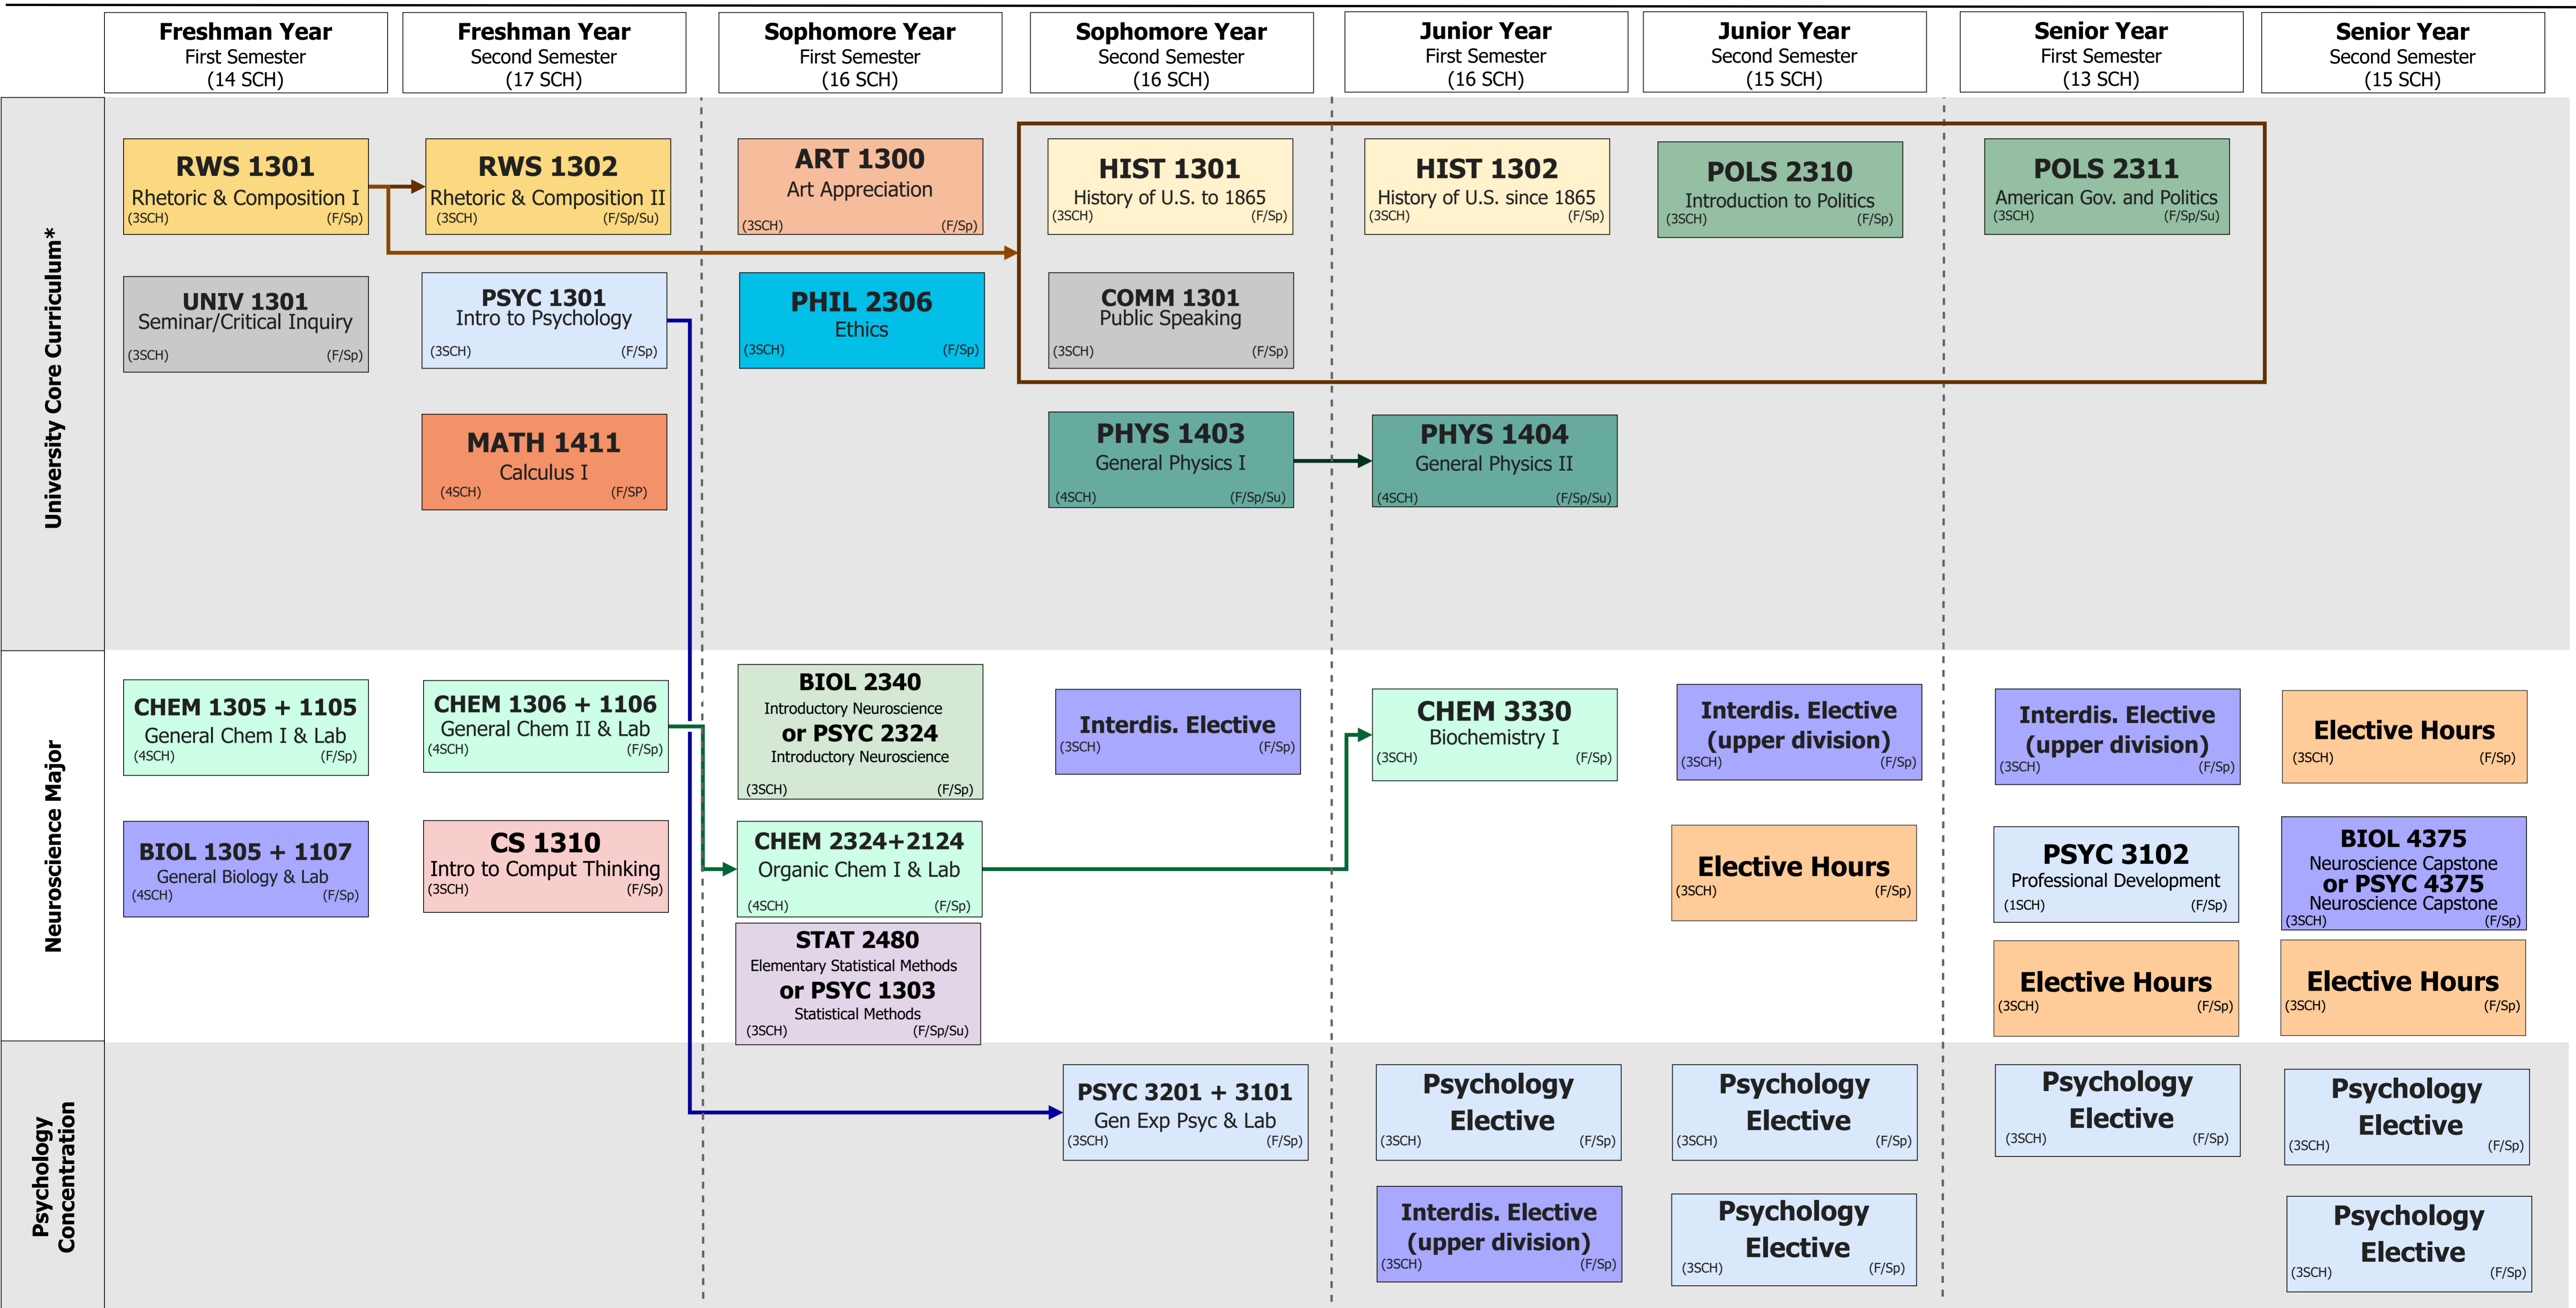 Freshman Year
First Semester
(14 SCH)
Freshman Year
Second Semester
(17 SCH)
Sophomore Year
First Semester
(16 SCH)
Sophomore Year
Second Semester
(16 SCH)
Junior Year
First Semester
(16 SCH)
Junior Year
Second Semester
(15 SCH)
Senior Year
First Semester
(13 SCH)
Senior Year
Second Semester
(15 SCH)
University Core Curriculum*
RWS 1301
Rhetoric & Composition I
(3SCH) (F/Sp)
RWS 1302
Rhetoric & Composition II
(3SCH) (F/Sp/Su)
ART 1300
Art Appreciation
(3SCH) (F/Sp)
HIST 1301
History of U.S. to 1865
(3SCH) (F/Sp)
HIST 1302
History of U.S. since 1865
(3SCH) (F/Sp)
POLS 2310
Introduction to Politics
(3SCH) (F/Sp)
POLS 2311
American Gov. and Politics
(3SCH) (F/Sp/Su)
UNIV 1301
Seminar/Critical Inquiry
(3SCH) (F/Sp)
PSYC 1301
Intro to Psychology
(3SCH) (F/Sp)
PHIL 2306
Ethics
(3SCH) (F/Sp)
COMM 1301
Public Speaking
(3SCH) (F/Sp)
MATH 1411
Calculus I
(4SCH) (F/SP)
PHYS 1403
General Physics I
(4SCH) (F/Sp/Su)
PHYS 1404
General Physics II
(4SCH) (F/Sp/Su)
Neuroscience Major
CHEM 1305 + 1105
General Chem I & Lab
(4SCH) (F/Sp)
CHEM 1306 + 1106
General Chem II & Lab
(4SCH) (F/Sp)
BIOL 2340
Introductory Neuroscience
or PSYC 2324
Introductory Neuroscience
(3SCH) (F/Sp)
Interdis. Elective
(3SCH) (F/Sp)
CHEM 3330
Biochemistry I
(3SCH) (F/Sp)
Interdis. Elective
(upper division)
(3SCH) (F/Sp)
Interdis. Elective
(upper division)
(3SCH) (F/Sp)
Elective Hours
(3SCH) (F/Sp)
BIOL 1305 + 1107
General Biology & Lab
(4SCH) (F/Sp)
CS 1310
Intro to Comput Thinking
(3SCH) (F/Sp)
CHEM 2324+2124
Organic Chem I & Lab
(4SCH) (F/Sp)
Elective Hours
(3SCH) (F/Sp)
PSYC 3102
Professional Development
(1SCH) (F/Sp)
BIOL 4375
Neuroscience Capstone
or PSYC 4375
Neuroscience Capstone
(3SCH) (F/Sp)
STAT 2480
Elementary Statistical Methods
or PSYC 1303
Statistical Methods
(3SCH) (F/Sp/Su)
Elective Hours
(3SCH) (F/Sp)
Elective Hours
(3SCH) (F/Sp)
Psychology
Concentration
PSYC 3201 + 3101
Gen Exp Psyc & Lab
(3SCH) (F/Sp)
Psychology
Elective
(3SCH) (F/Sp)
Psychology
Elective
(3SCH) (F/Sp)
Psychology
Elective
(3SCH) (F/Sp)
Psychology
Elective
(3SCH) (F/Sp)
Interdis. Elective
(upper division)
(3SCH) (F/Sp)
Psychology
Elective
(3SCH) (F/Sp)
Psychology
Elective
(3SCH) (F/Sp)